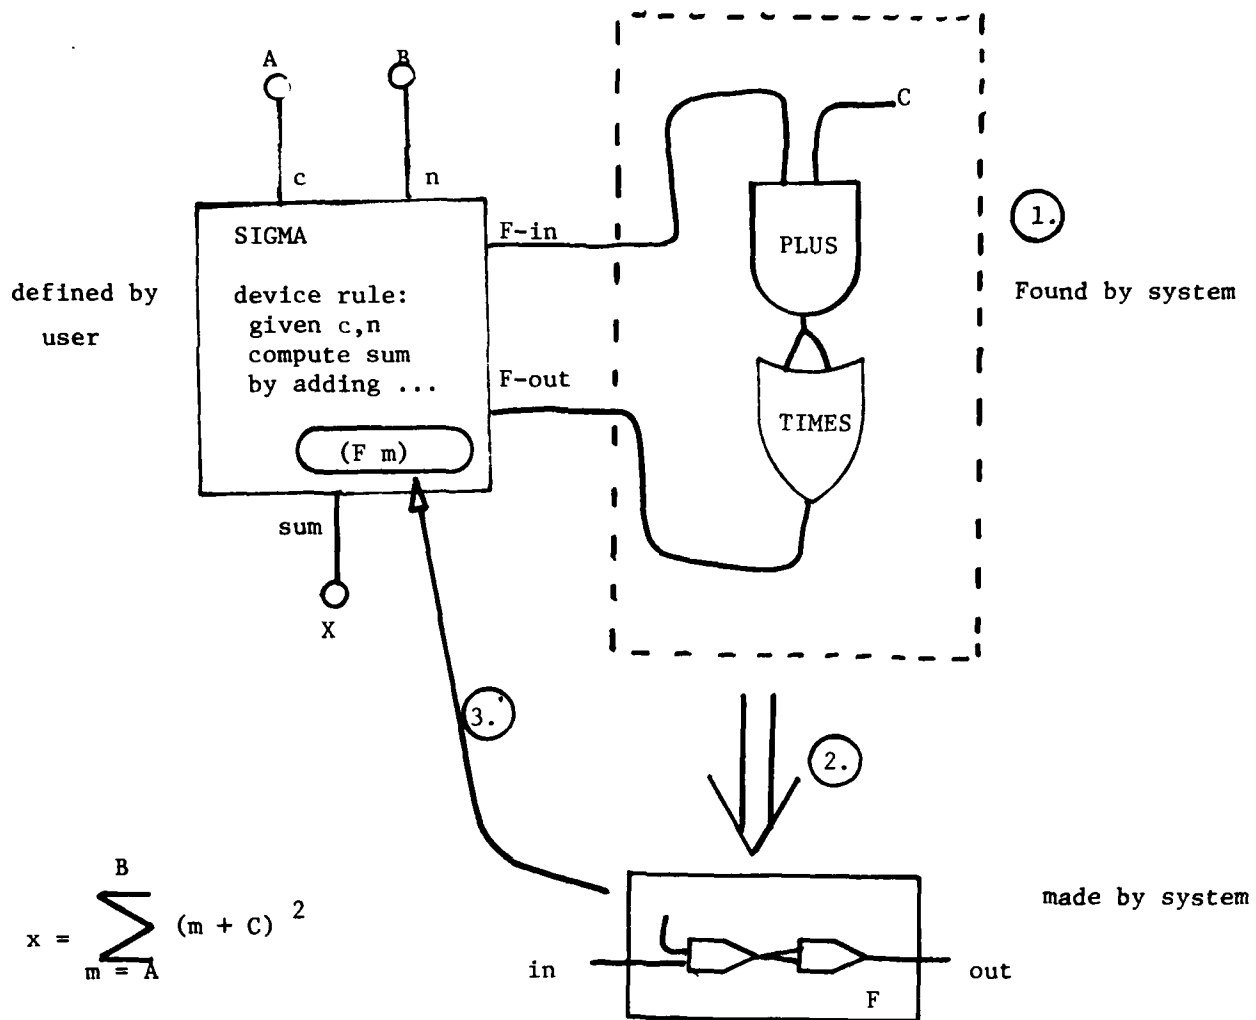 A
B
C
c
n
SIGMA
F-in
PLUS
1.
defined by
user
device rule:
given c,n
compute sum
by adding ...
Found by system
F-out
TIMES
(F m)
sum
X
3.
2.
B
x = Σ (m + C) 2
m = A
made by system
in
out
F